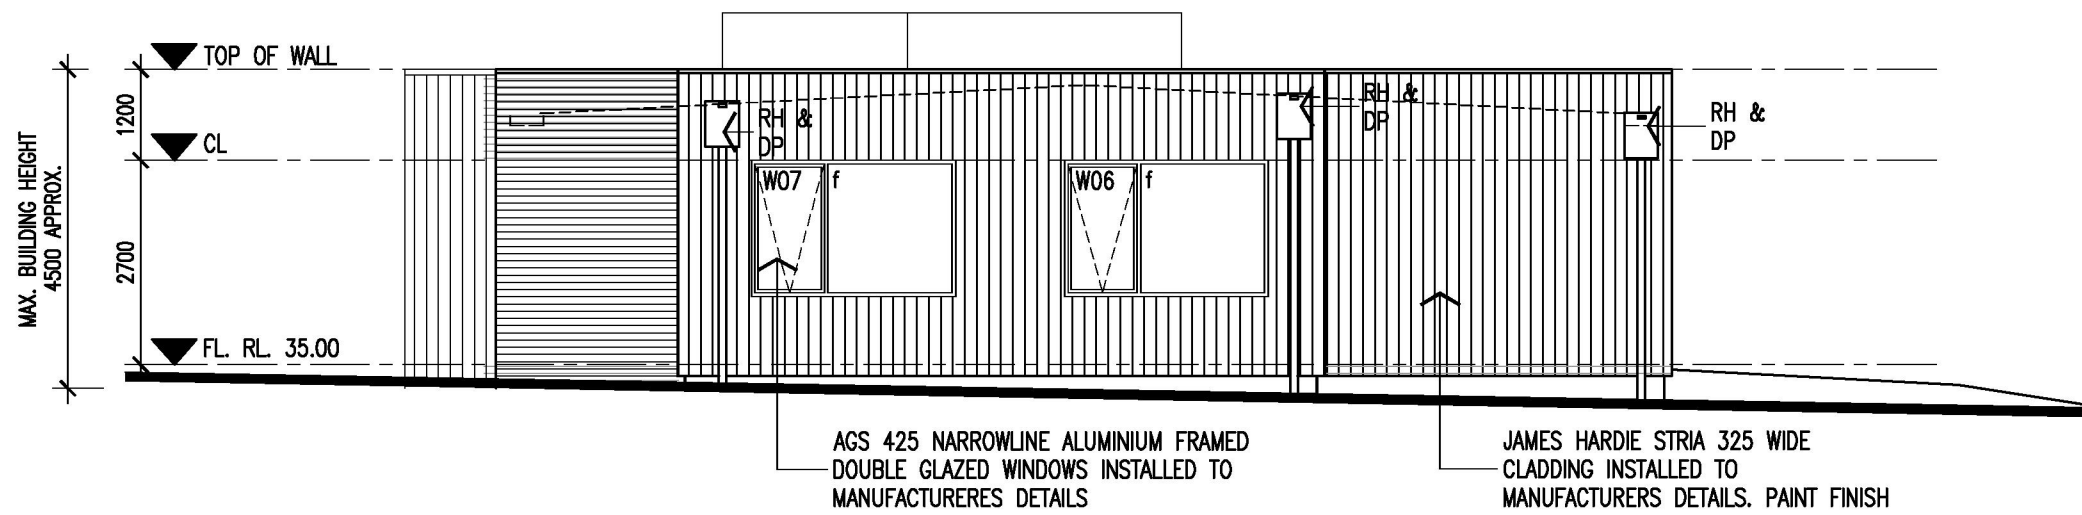 TOP OF WALL
1200
CL
MAX. BUILDING HEIGHT
4500 APPROX.
2700
FL. RL. 35.00
RH &
DP
RH &
DP
RH &
DP
W07
f
W06
f
AGS 425 NARROWLINE ALUMINIUM FRAMED
DOUBLE GLAZED WINDOWS INSTALLED TO
MANUFACTURERES DETAILS
JAMES HARDIE STRIA 325 WIDE
CLADDING INSTALLED TO
MANUFACTURERS DETAILS. PAINT FINISH